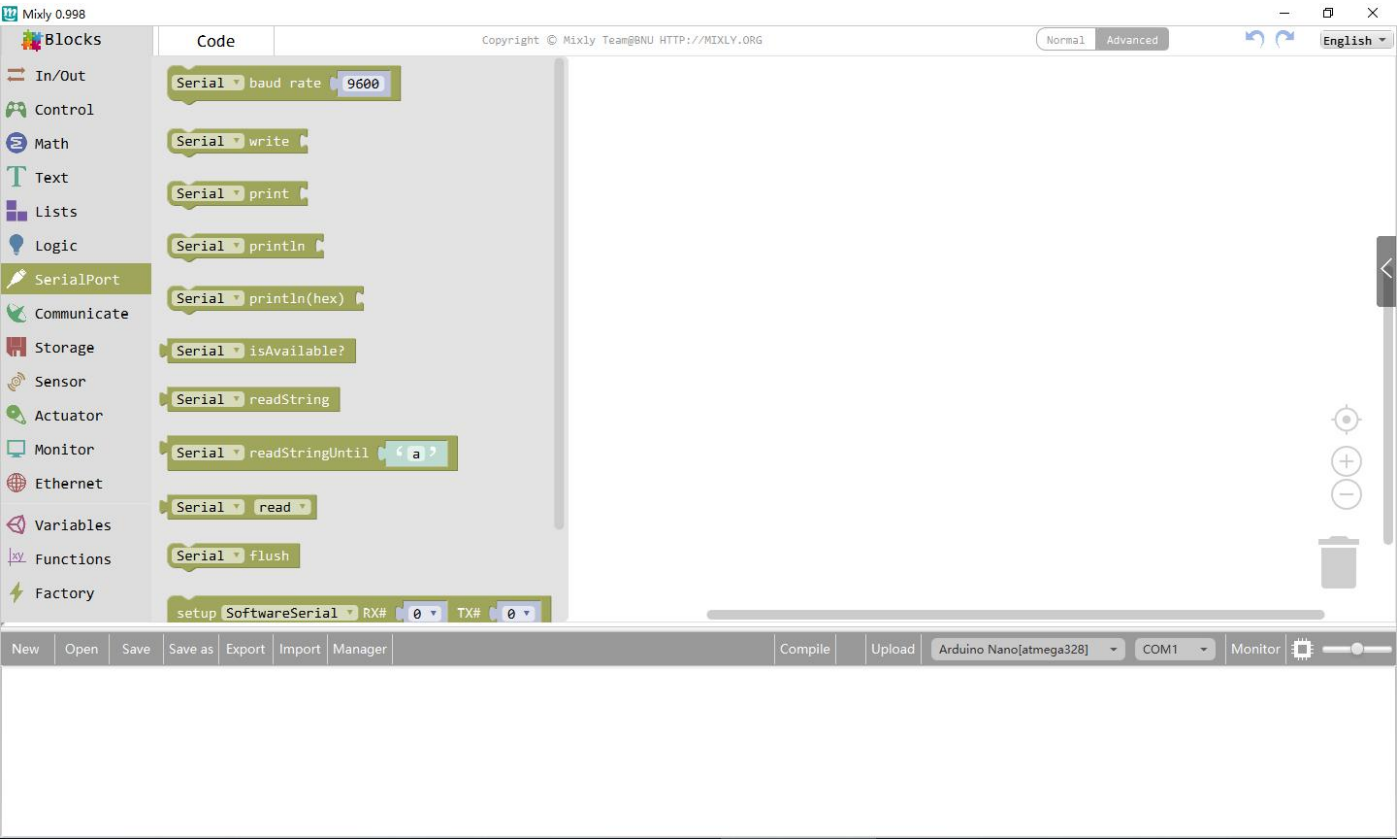 Mixly 0.998
Blocks
Code
Copyright © Mixly Team@BNU HTTP://MIXLY.ORG
Normal Advanced
English
In/Out
Control
Math
Text
Lists
Logic
SerialPort
Communicate
Storage
Sensor
Actuator
Monitor
Ethernet
Variables
xy Functions
Factory
Serial baud rate 9600
Serial write
Serial print
Serial println
Serial println(hex)
Serial isAvailable?
Serial readString
Serial readStringUntil “ a ”
Serial read
Serial flush
setup SoftwareSerial RX# 0 TX# 0
New Open Save Save as Export Import Manager Compile Upload Arduino Nano[atmega328] COM1 Monitor